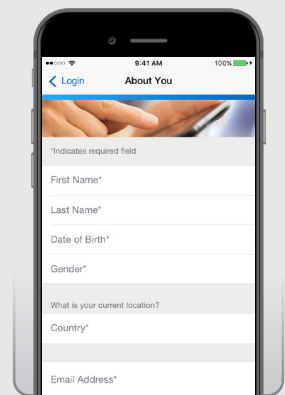 9:41 AM
100%
Login
About You
*Indicates required field
First Name*
Last Name*
Date of Birth*
Gender*
What is your current location?
Country*
Email Address*